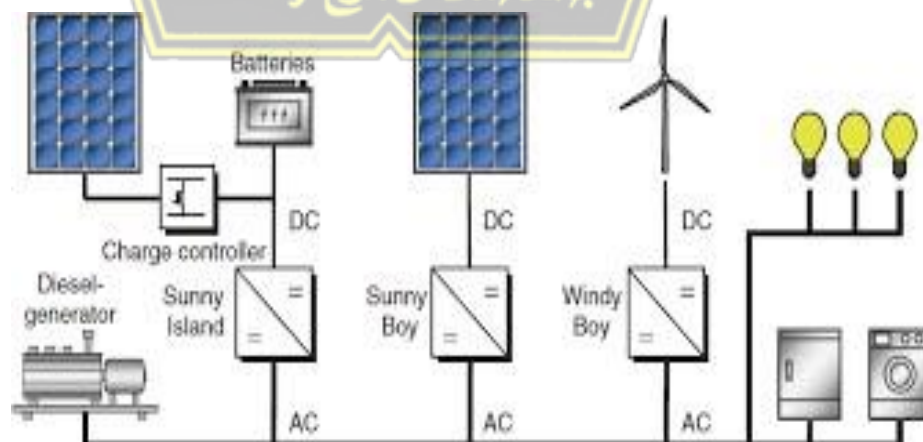 Batteries
DC
DC
DC
Charge controller
Diesel-
generator
Sunny
Island
Sunny
Boy
Windy
Boy
AC
AC
AC